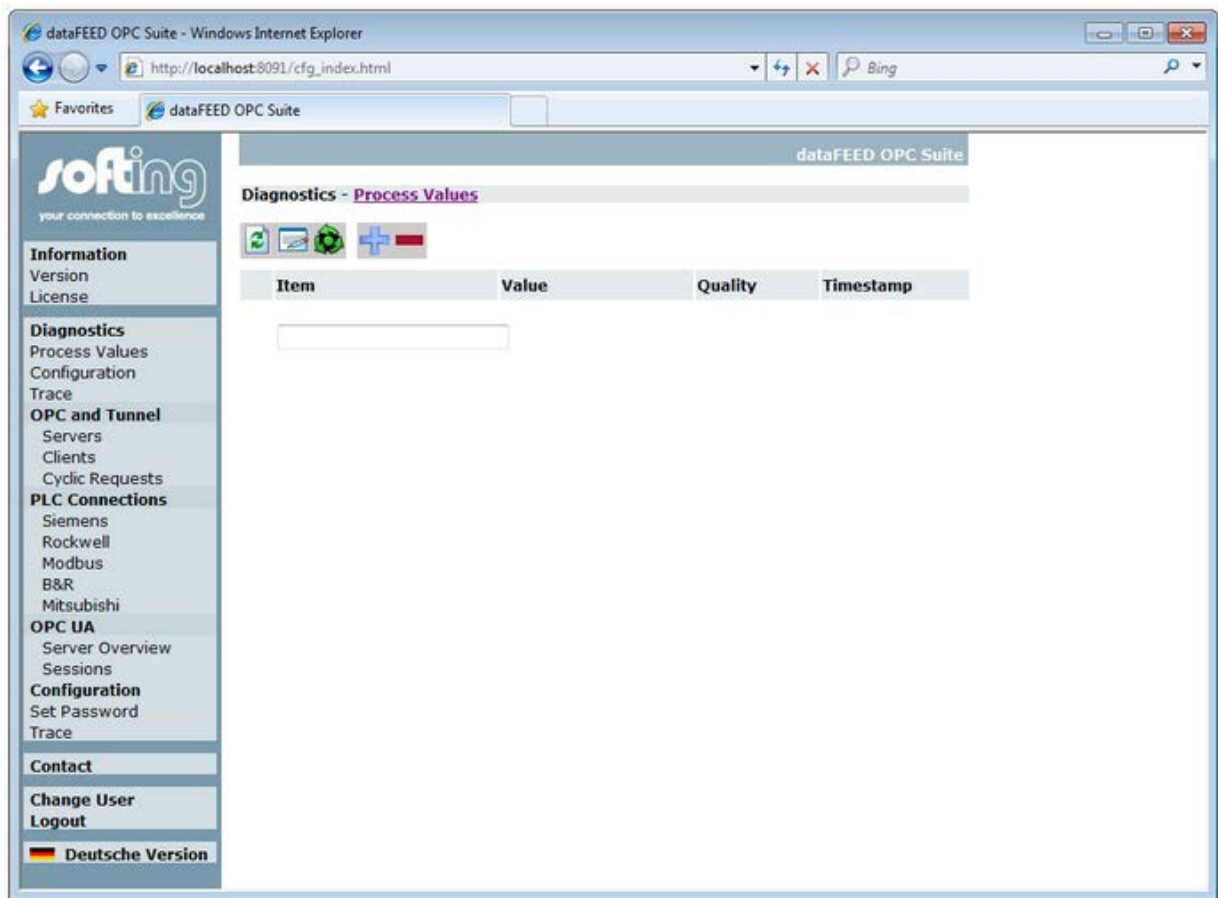 dataFEED OPC Suite - Windows Internet Explorer
http://localhost:8091/cfg_index.html
Bing
Favorites
dataFEED OPC Suite
softing
your connection to excellence
dataFEED OPC Suite
Diagnostics - Process Values
Item Value Quality Timestamp
Information
Version
License
Diagnostics
Process Values
Configuration
Trace
OPC and Tunnel
Servers
Clients
Cyclic Requests
PLC Connections
Siemens
Rockwell
Modbus
B&R
Mitsubishi
OPC UA
Server Overview
Sessions
Configuration
Set Password
Trace
Contact
Change User
Logout
Deutsche Version